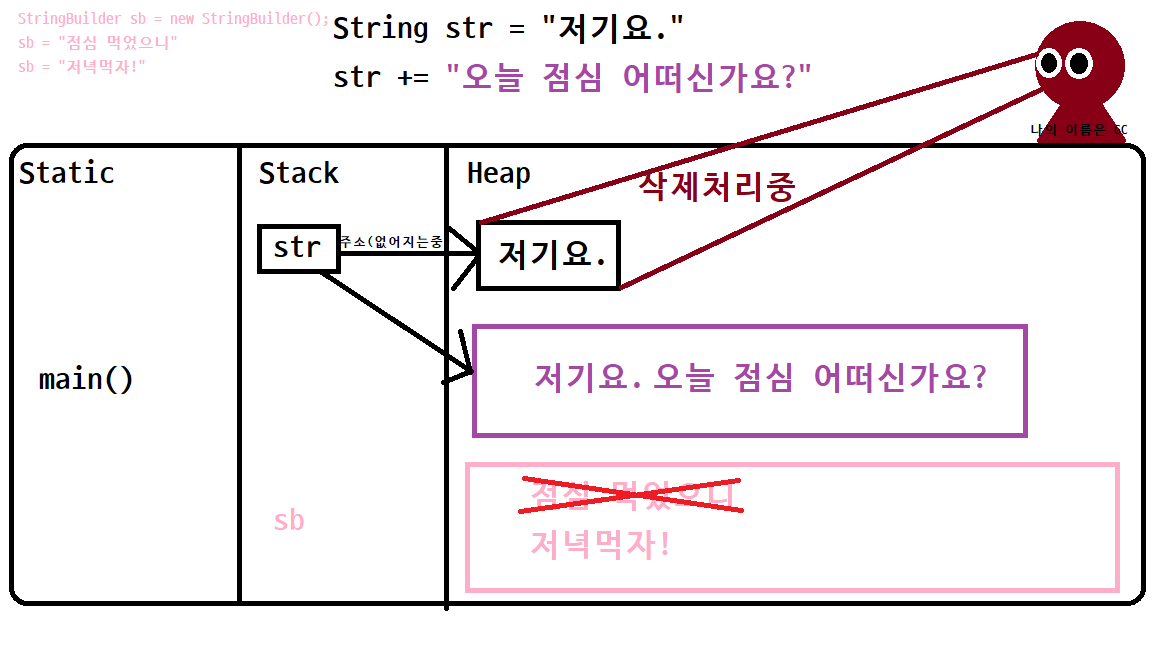 StringBuilder sb = new StringBuilder();
sb = "점심 먹었으니"
sb = "저녁먹자!"
String str = "저기요."
str += "오늘 점심 어떠신가요?"
나의 이름은 GC
Static
Stack
Heap
삭제처리중
str
주소(없어지는중
저기요.
main()
저기요. 오늘 점심 어떠신가요?
점심 먹었으니
sb
저녁먹자!